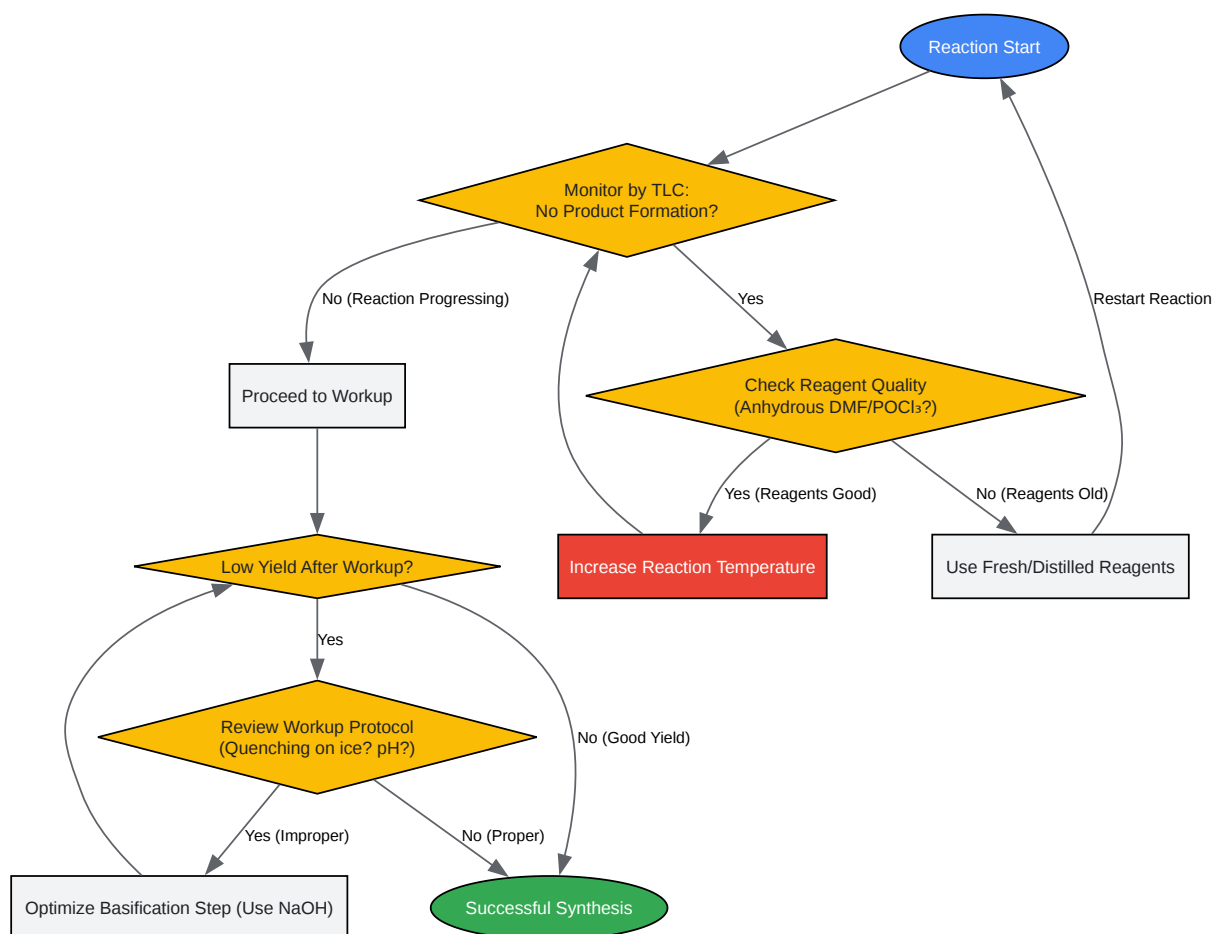 Reaction Start
Monitor by TLC:
No Product Formation?
No (Reaction Progressing)
Yes
Restart Reaction
Proceed to Workup
Check Reagent Quality
(Anhydrous DMF/POCl₃?)
Yes (Reagents Good)
No (Reagents Old)
Low Yield After Workup?
Increase Reaction Temperature
Use Fresh/Distilled Reagents
Yes
Review Workup Protocol
(Quenching on ice? pH?)
No (Good Yield)
Yes (Improper)
No (Proper)
Optimize Basification Step (Use NaOH)
Successful Synthesis